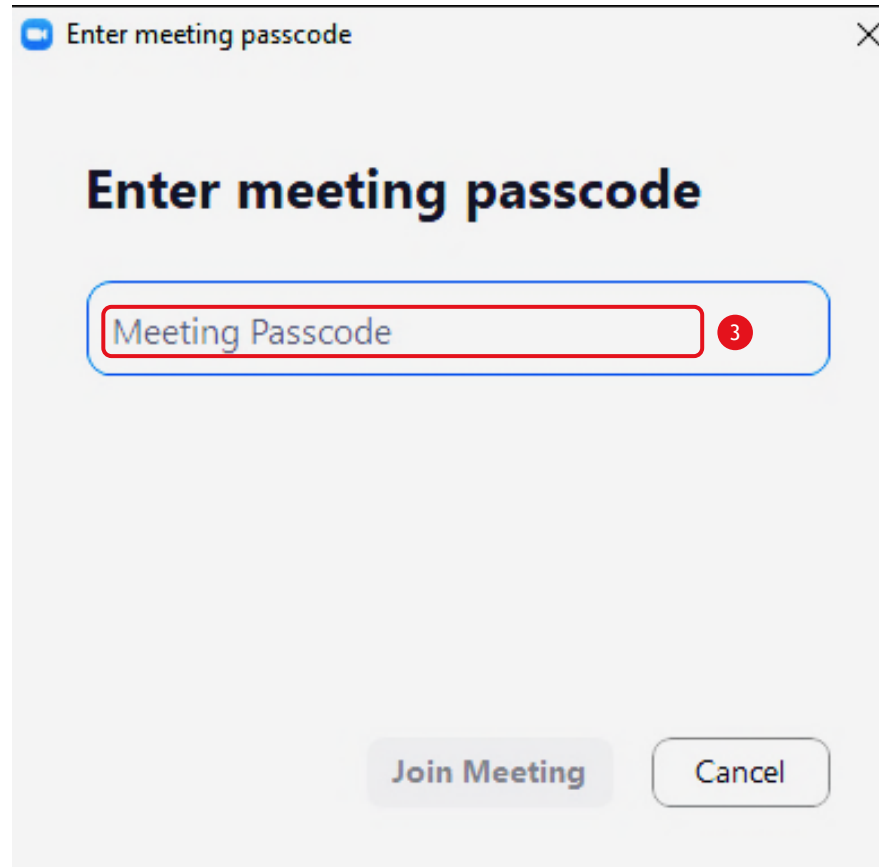 Enter meeting passcode
Enter meeting passcode
Meeting Passcode
3
Join Meeting
Cancel